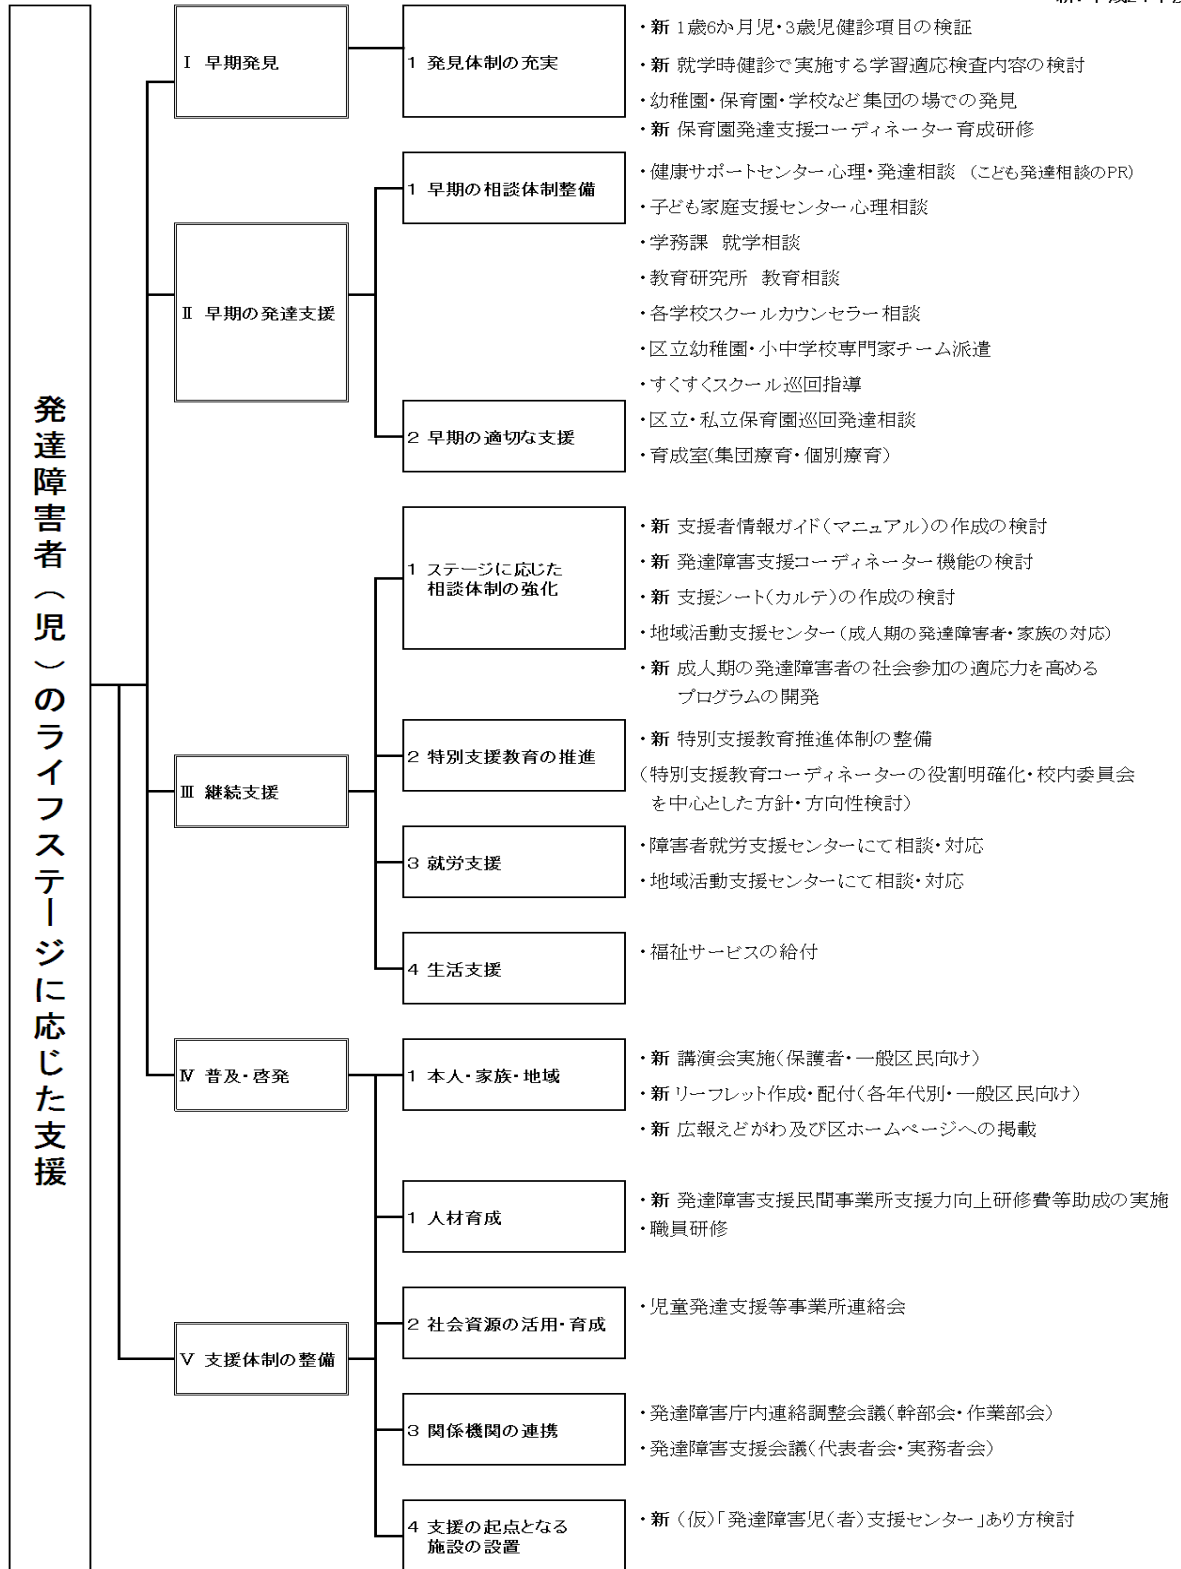 発達障害者（児）のライフステージに応じた支援
Ⅰ 早期発見
1 発見体制の充実
・新 1歳6か月児・3歳児健診項目の検証
・新 就学時健診で実施する学習適応検査内容の検討
・幼稚園・保育園・学校など集団の場での発見
・新 保育園発達支援コーディネーター育成研修
Ⅱ 早期の発達支援
1 早期の相談体制整備
・健康サポートセンター心理・発達相談 （こども発達相談のPR）
・子ども家庭支援センター心理相談
・学務課 就学相談
・教育研究所 教育相談
・各学校スクールカウンセラー相談
・区立幼稚園・小中学校専門家チーム派遣
・すくすくスクール巡回指導
2 早期の適切な支援
・区立・私立保育園巡回発達相談
・育成室(集団療育・個別療育)
Ⅲ 継続支援
1 ステージに応じた
相談体制の強化
・新 支援者情報ガイド（マニュアル）の作成の検討
・新 発達障害支援コーディネーター機能の検討
・新 支援シート（カルテ）の作成の検討
・地域活動支援センター（成人期の発達障害者・家族の対応）
・新 成人期の発達障害者の社会参加の適応力を高める
プログラムの開発
2 特別支援教育の推進
・新 特別支援教育推進体制の整備
（特別支援教育コーディネーターの役割明確化・校内委員会
を中心とした方針・方向性検討）
3 就労支援
・障害者就労支援センターにて相談・対応
・地域活動支援センターにて相談・対応
4 生活支援
・福祉サービスの給付
Ⅳ 普及・啓発
1 本人・家族・地域
・新 講演会実施（保護者・一般区民向け）
・新 リーフレット作成・配付（各年代別・一般区民向け）
・新 広報えどがわ及び区ホームページへの掲載
Ⅴ 支援体制の整備
1 人材育成
・新 発達障害支援民間事業所支援力向上研修費等助成の実施
・職員研修
2 社会資源の活用・育成
・児童発達支援等事業所連絡会
3 関係機関の連携
・発達障害庁内連絡調整会議（幹部会・作業部会）
・発達障害支援会議（代表者会・実務者会）
4 支援の起点となる
施設の設置
・新 （仮）「発達障害児（者）支援センター」あり方検討